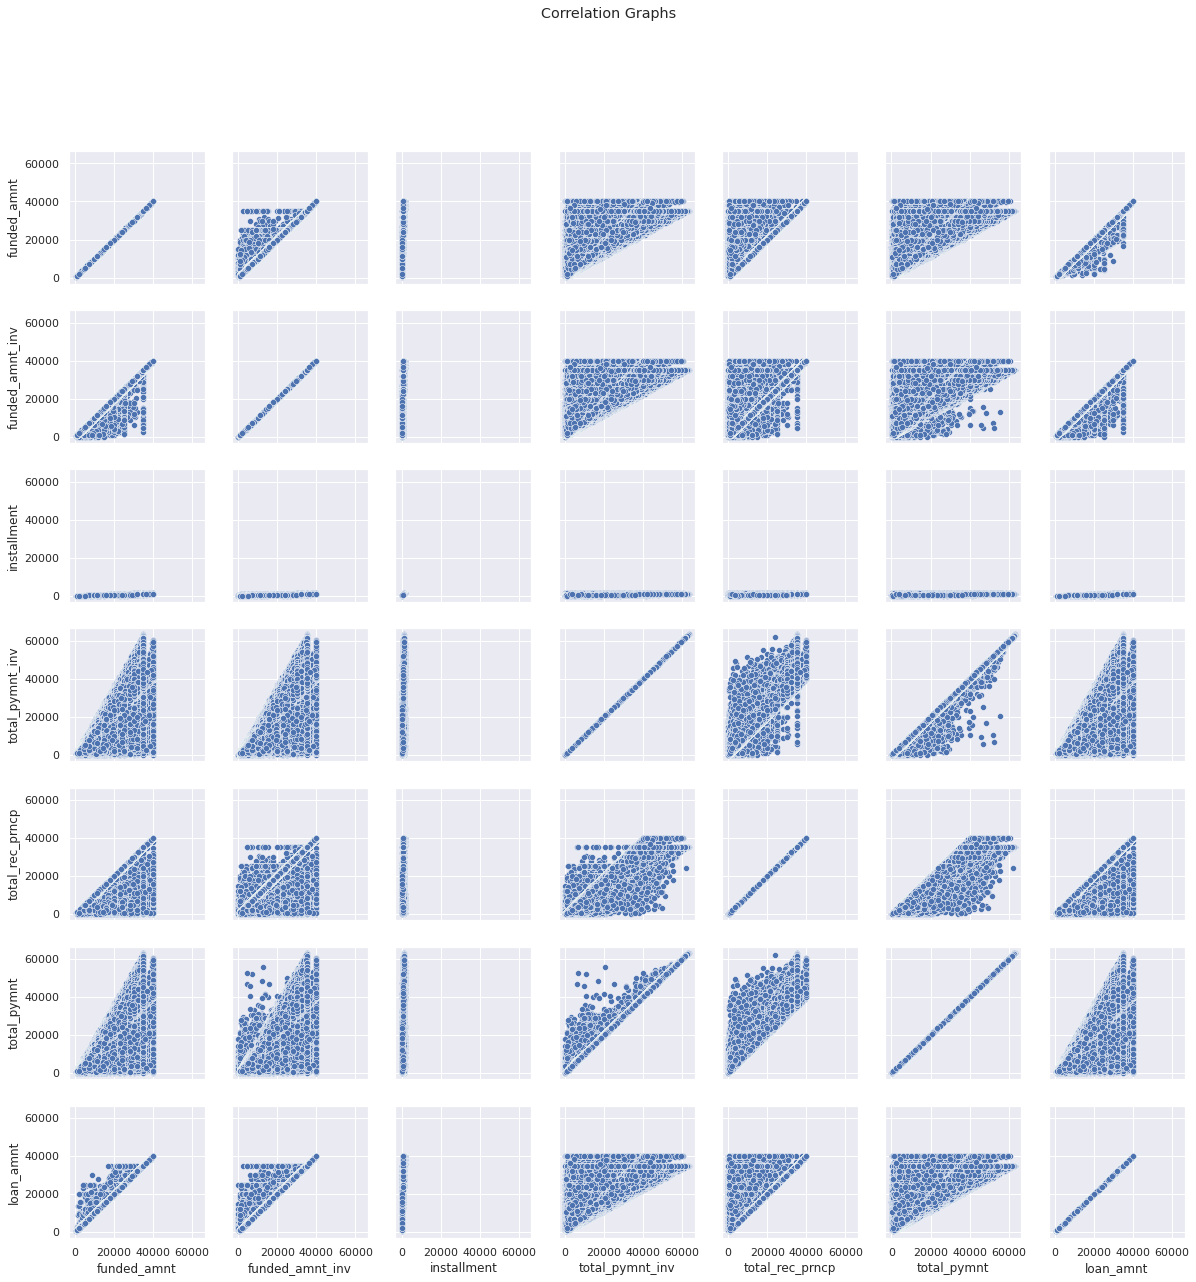 Correlation Graphs
60000
40000
20000
0
funded_amnt
60000
40000
20000
0
funded_amnt_inv
60000
40000
20000
0
installment
60000
40000
20000
0
total_pymnt_inv
60000
40000
20000
0
total_rec_prncp
60000
40000
20000
0
total_pymnt
60000
40000
20000
0
loan_amnt
0 20000 40000 60000 0 20000 40000 60000 0 20000 40000 60000 0 20000 40000 60000 0 20000 40000 60000 0 20000 40000 60000 0 20000 40000 60000
funded_amnt funded_amnt_inv installment total_pymnt_inv total_rec_prncp total_pymnt loan_amnt